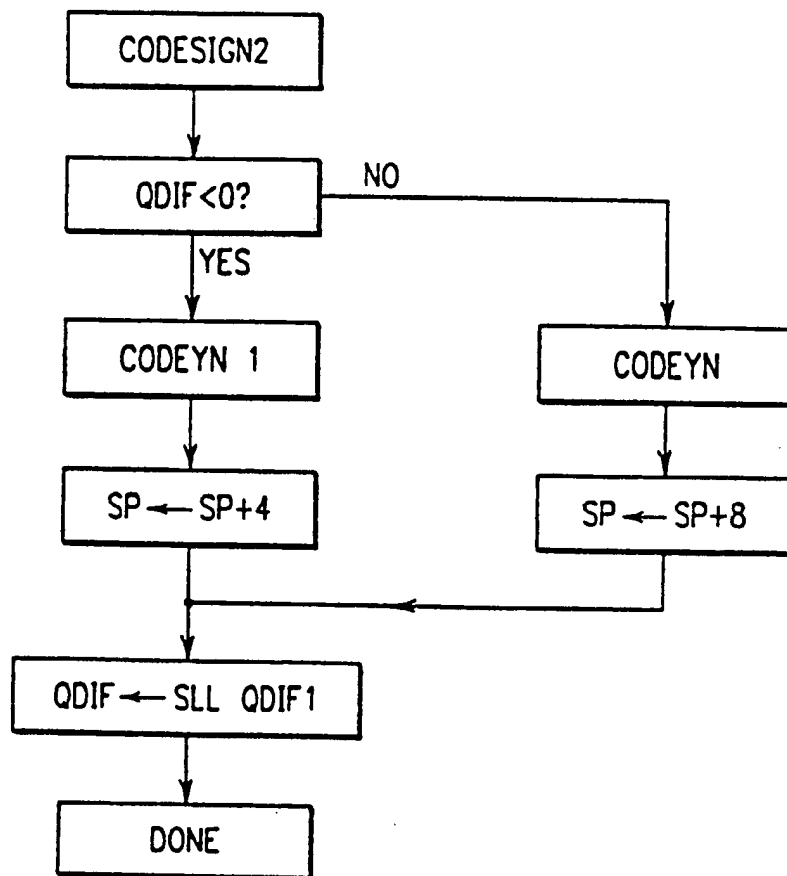 CODESIGN2
QDIF<0?
NO
YES
CODEYN 1
CODEYN
SP ← SP+4
SP ← SP+8
QDIF ← SLL QDIF1
DONE